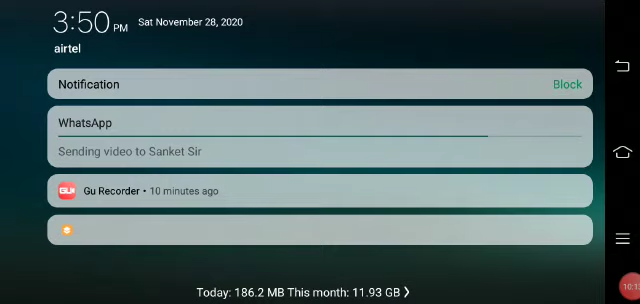 3:50 PM Sat November 28, 2020
airtel
Notification Block
WhatsApp
Sending video to Sanket Sir
Gu Recorder • 10 minutes ago
Today: 186.2 MB This month: 11.93 GB